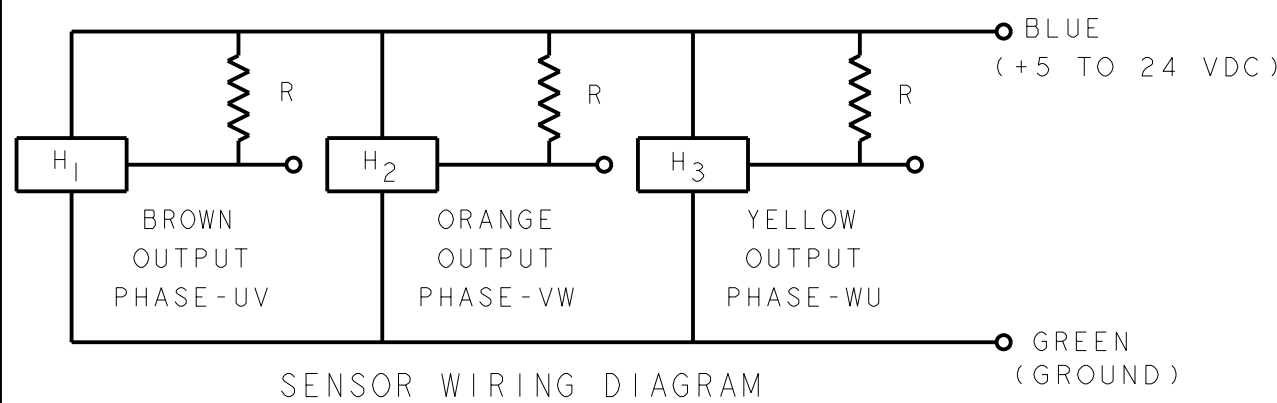 BLUE
(+5 TO 24 VDC)
R
R
R
H1
H2
H3
BROWN
OUTPUT
PHASE-UV
ORANGE
OUTPUT
PHASE-VW
YELLOW
OUTPUT
PHASE-WU
GREEN
(GROUND)
SENSOR WIRING DIAGRAM